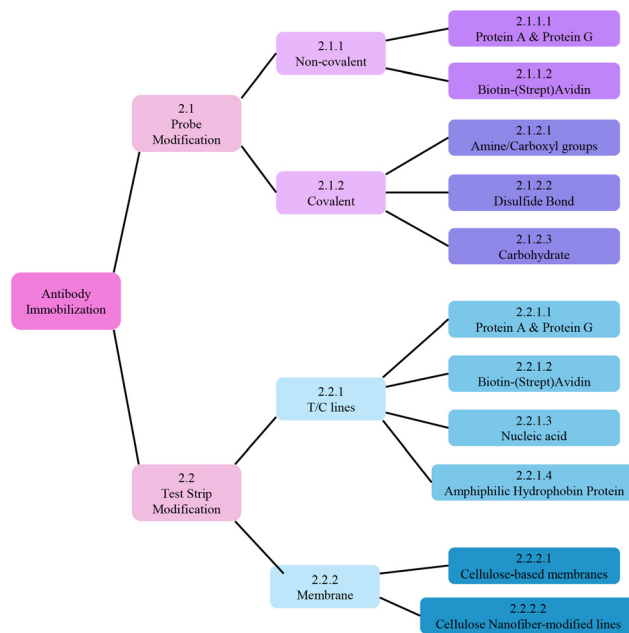 Antibody
Immobilization
2.1
Probe
Modification
2.1.1
Non-covalent
2.1.1.1
Protein A & Protein G
2.1.1.2
Biotin-(Strept)Avidin
2.1.2
Covalent
2.1.2.1
Amine/Carboxyl groups
2.1.2.2
Disulfide Bond
2.1.2.3
Carbohydrate
2.2
Test Strip
Modification
2.2.1
T/C lines
2.2.1.1
Protein A & Protein G
2.2.1.2
Biotin-(Strept)Avidin
2.2.1.3
Nucleic acid
2.2.1.4
Amphiphilic Hydrophobin Protein
2.2.2
Membrane
2.2.2.1
Cellulose-based membranes
2.2.2.2
Cellulose Nanofiber-modified lines